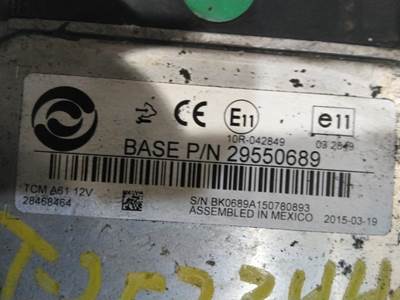 CE E11 e11
10R-042849 03 2849
BASE P/N 29550689
TCM A61 12V
28468464
S/N BK0689A150780893
ASSEMBLED IN MEXICO 2015-03-19